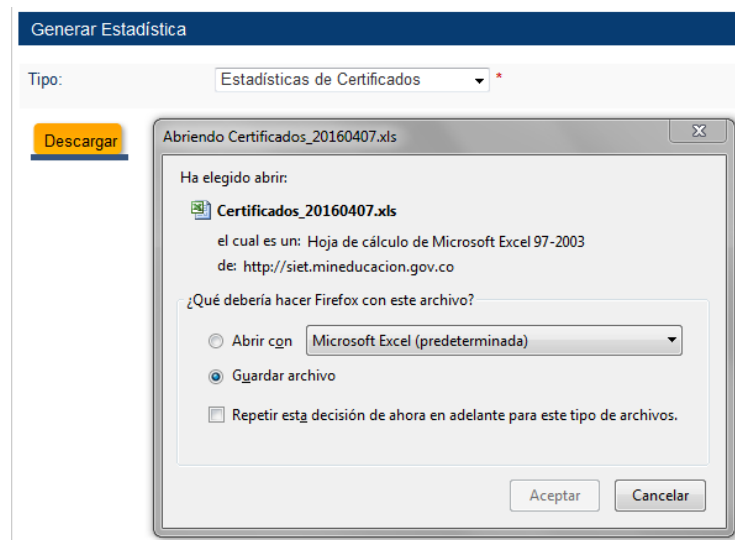 Generar Estadística
Tipo: Estadísticas de Certificados *
Descargar
Abriendo Certificados_20160407.xls
Ha elegido abrir:
Certificados_20160407.xls
el cual es un: Hoja de cálculo de Microsoft Excel 97-2003
de: http://siet.mineducacion.gov.co
¿Qué debería hacer Firefox con este archivo?
Abrir con Microsoft Excel (predeterminada)
Guardar archivo
Repetir esta decisión de ahora en adelante para este tipo de archivos.
Aceptar Cancelar